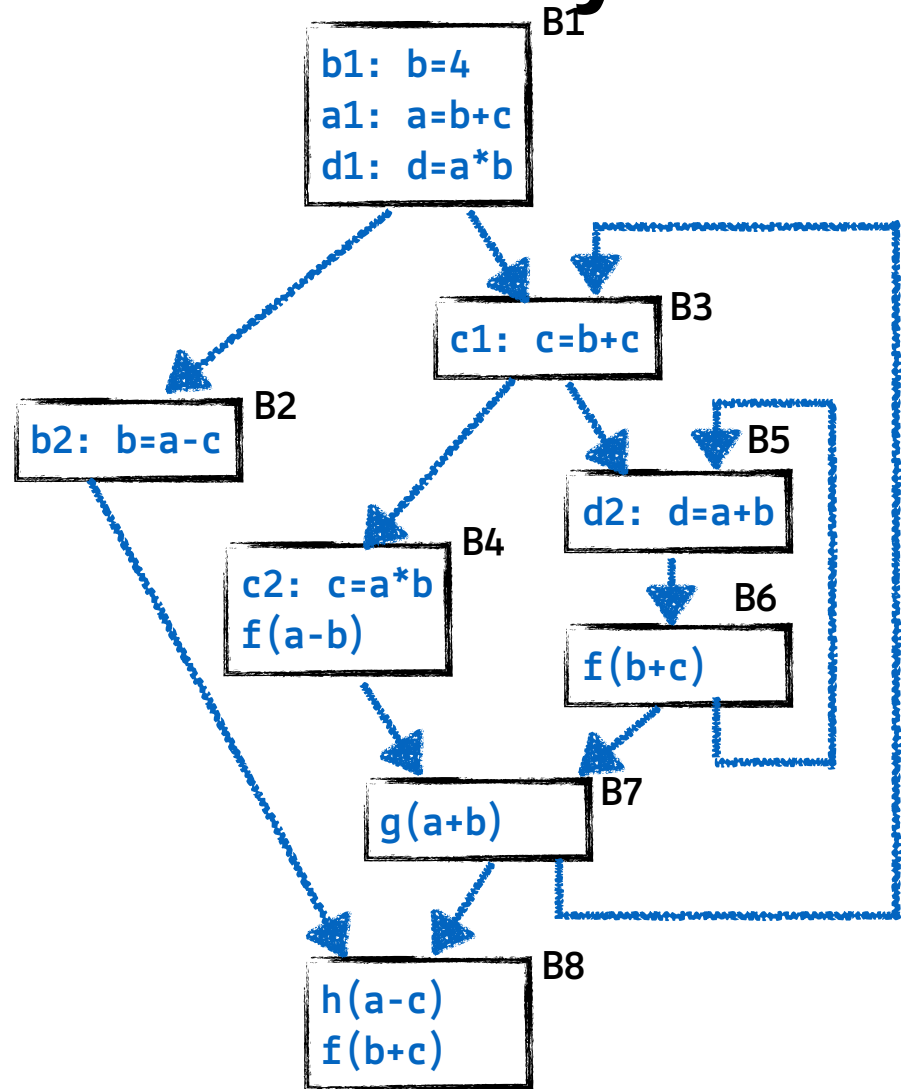 B1
b1: b=4
a1: a=b+c
d1: d=a*b
B3
c1: c=b+c
B2
b2: b=a-c
B5
d2: d=a+b
B4
c2: c=a*b
f(a-b)
B6
f(b+c)
B7
g(a+b)
B8
h(a-c)
f(b+c)